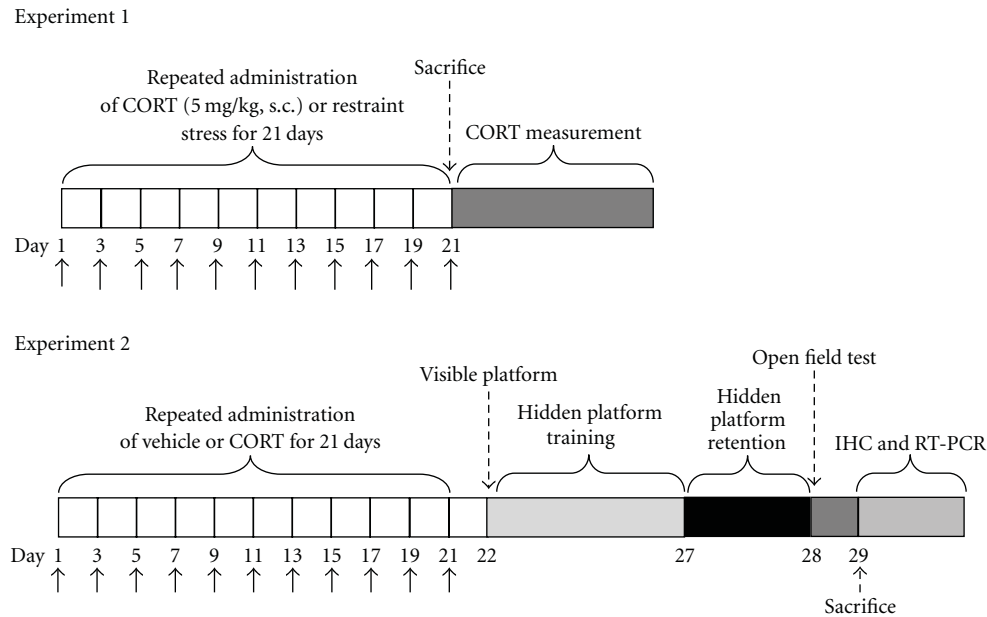 Experiment 1
Repeated administration
of CORT (5 mg/kg, s.c.) or restraint
stress for 21 days
Sacrifice
CORT measurement
Day 1 3 5 7 9 11 13 15 17 19 21
Experiment 2
Repeated administration
of vehicle or CORT for 21 days
Visible platform
Hidden platform
training
Hidden
platform
retention
Open field test
IHC and RT-PCR
Day 1 3 5 7 9 11 13 15 17 19 21 22 27 28 29
Sacrifice